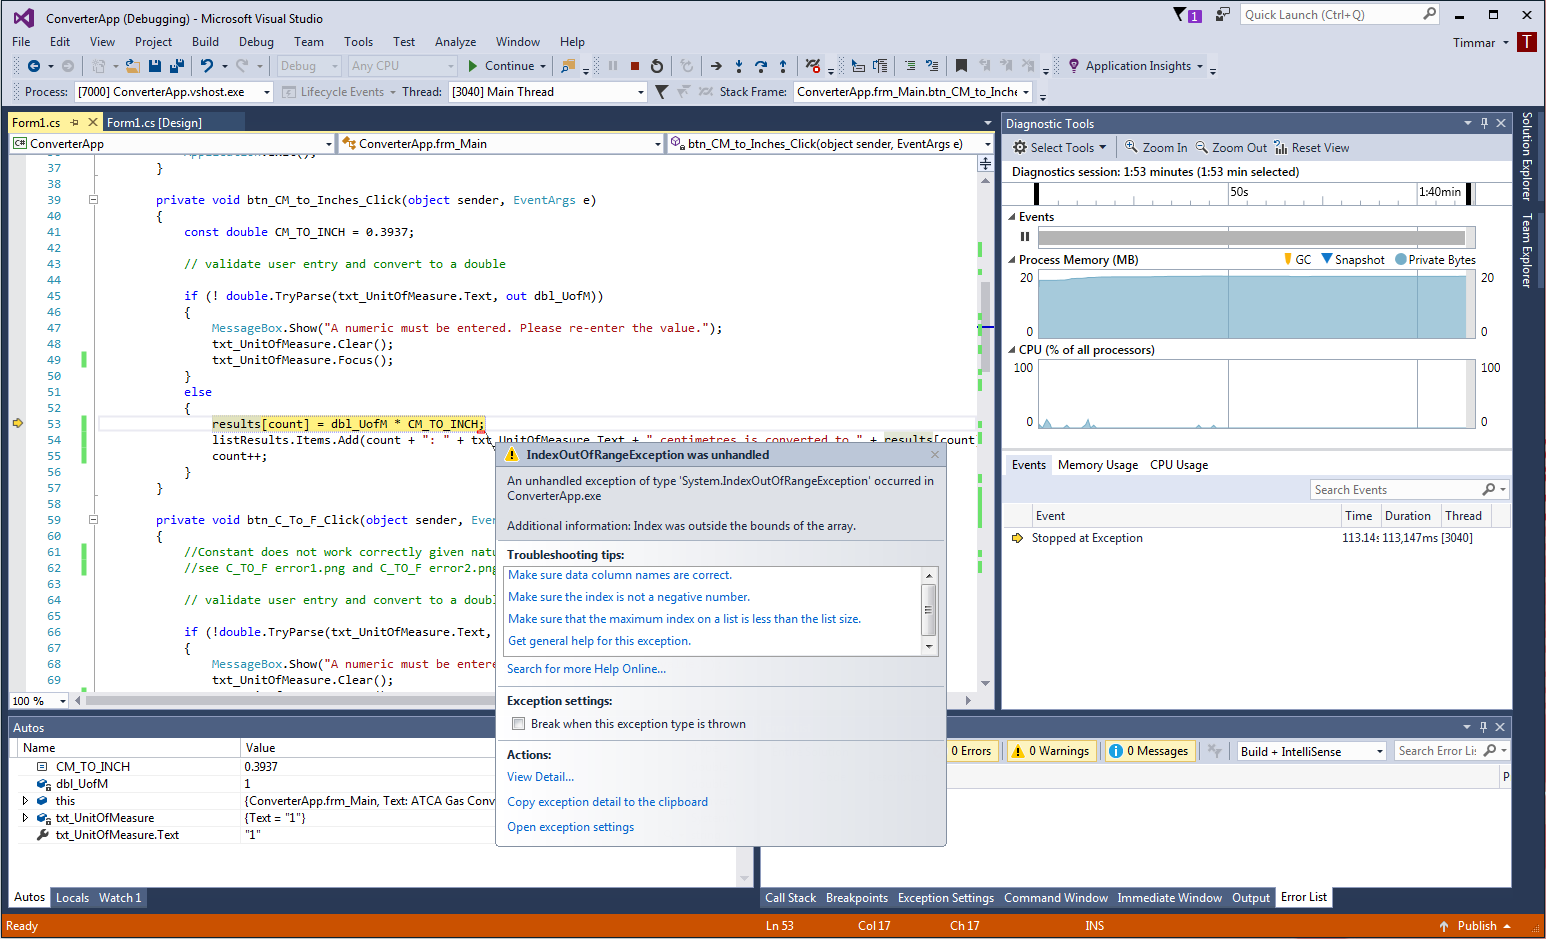 ConverterApp (Debugging) - Microsoft Visual Studio
1
Quick Launch (Ctrl+Q)
File Edit View Project Build Debug Team Tools Test Analyze Window Help
Timmar T
Debug Any CPU Continue Application Insights
Process: [7000] ConverterApp.vshost.exe Lifecycle Events Thread: [3040] Main Thread Stack Frame: ConverterApp.frm_Main.btn_CM_to_Inche
Form1.cs Form1.cs [Design]
C# ConverterApp ConverterApp.frm_Main btn_CM_to_Inches_Click(object sender, EventArgs e)
37 }
38
39 private void btn_CM_to_Inches_Click(object sender, EventArgs e)
40 {
41 const double CM_TO_INCH = 0.3937;
42
43 // validate user entry and convert to a double
44
45 if (! double.TryParse(txt_UnitOfMeasure.Text, out dbl_UofM))
46 {
47 MessageBox.Show("A numeric must be entered. Please re-enter the value.");
48 txt_UnitOfMeasure.Clear();
49 txt_UnitOfMeasure.Focus();
50 }
51 else
52 {
53 results[count] = dbl_UofM * CM_TO_INCH;
54 listResults.Items.Add(count + ": " + txt_UnitOfMeasure.Text + " centimetres is converted to " + results[count
55 count++;
56 }
57 }
58
59 private void btn_C_To_F_Click(object sender, Eve
60 {
61 //Constant does not work correctly given natu
62 //see C_TO_F error1.png and C_TO_F error2.png
63
64 // validate user entry and convert to a doubl
65
66 if (!double.TryParse(txt_UnitOfMeasure.Text,
67 {
68 MessageBox.Show("A numeric must be entere
69 txt_UnitOfMeasure.Clear();
100 %
IndexOutOfRangeException was unhandled
An unhandled exception of type 'System.IndexOutOfRangeException' occurred in
ConverterApp.exe
Additional information: Index was outside the bounds of the array.
Troubleshooting tips:
Make sure data column names are correct.
Make sure the index is not a negative number.
Make sure that the maximum index on a list is less than the list size.
Get general help for this exception.
Search for more Help Online...
Exception settings:
Break when this exception type is thrown
Actions:
View Detail...
Copy exception detail to the clipboard
Open exception settings
Diagnostic Tools
Select Tools Zoom In Zoom Out Reset View
Diagnostics session: 1:53 minutes (1:53 min selected)
50s 1:40min
Events
Process Memory (MB) GC Snapshot Private Bytes
20 20
0 0
CPU (% of all processors)
100 100
0 0
Events Memory Usage CPU Usage
Search Events
Event Time Duration Thread
Stopped at Exception 113.14s 113,147ms [3040]
Solution Explorer
Team Explorer
Autos
Name Value
CM_TO_INCH 0.3937
dbl_UofM 1
this {ConverterApp.frm_Main, Text: ATCA Gas Conv
txt_UnitOfMeasure {Text = "1"}
txt_UnitOfMeasure.Text "1"
Autos Locals Watch 1
0 Errors 0 Warnings 0 Messages Build + IntelliSense Search Error Li
P
Call Stack Breakpoints Exception Settings Command Window Immediate Window Output Error List
Ready Ln 53 Col 17 Ch 17 INS Publish